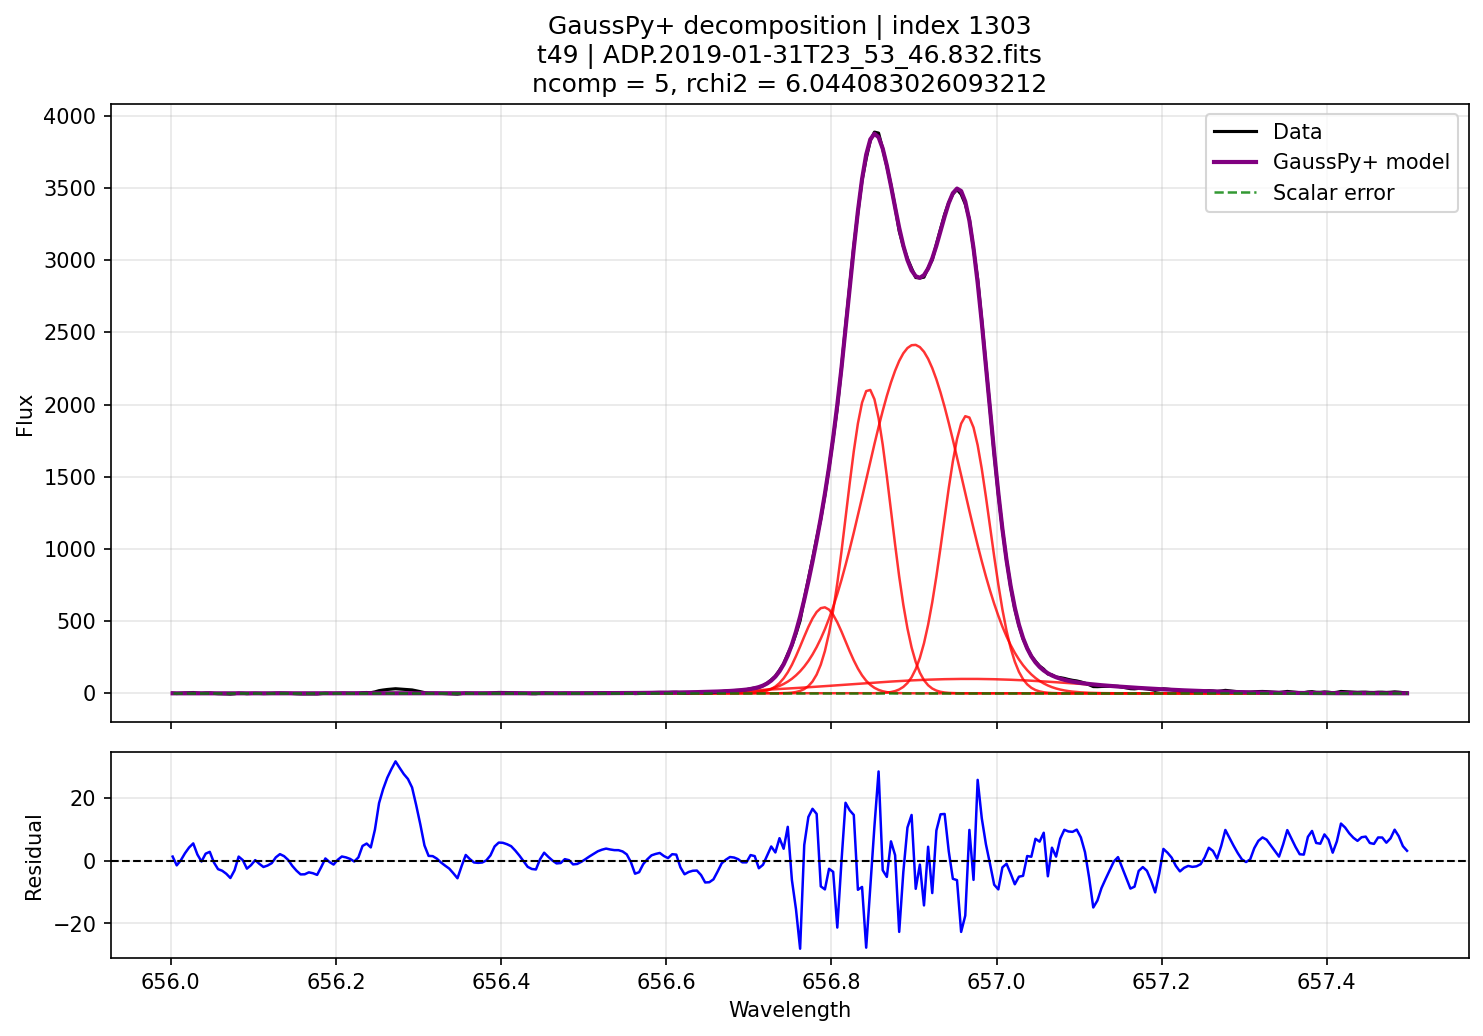 GaussPy+ decomposition | index 1303
t49 | ADP.2019-01-31T23_53_46.832.fits
ncomp = 5, rchi2 = 6.044083026093212
Data
GaussPy+ model
Scalar error
Flux
4000
3500
3000
2500
2000
1500
1000
500
0
Residual
20
0
−20
656.0 656.2 656.4 656.6 656.8 657.0 657.2 657.4
Wavelength